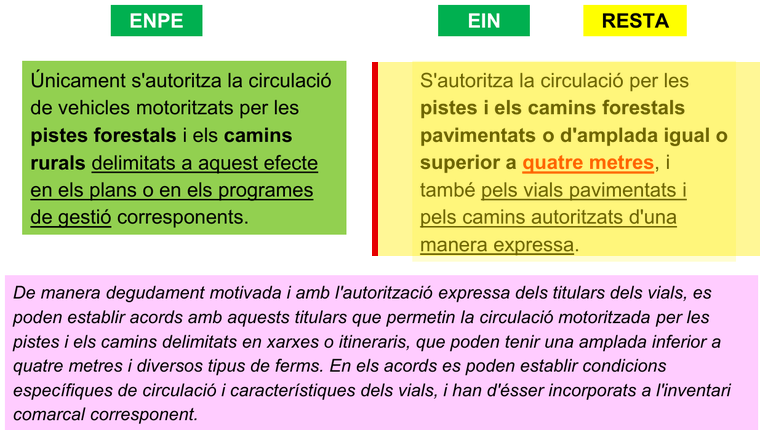 ENPE
EIN
RESTA
Únicament s'autoritza la circulació
de vehicles motoritzats per les
pistes forestals i els camins
rurals delimitats a aquest efecte
en els plans o en els programes
de gestió corresponents.
S'autoritza la circulació per les
pistes i els camins forestals
pavimentats o d'amplada igual o
superior a quatre metres, i
també pels vials pavimentats i
pels camins autoritzats d'una
manera expressa.
De manera degudament motivada i amb l'autorització expressa dels titulars dels vials, es
poden establir acords amb aquests titulars que permetin la circulació motoritzada per les
pistes i els camins delimitats en xarxes o itineraris, que poden tenir una amplada inferior a
quatre metres i diversos tipus de ferms. En els acords es poden establir condicions
específiques de circulació i característiques dels vials, i han d'ésser incorporats a l'inventari
comarcal corresponent.